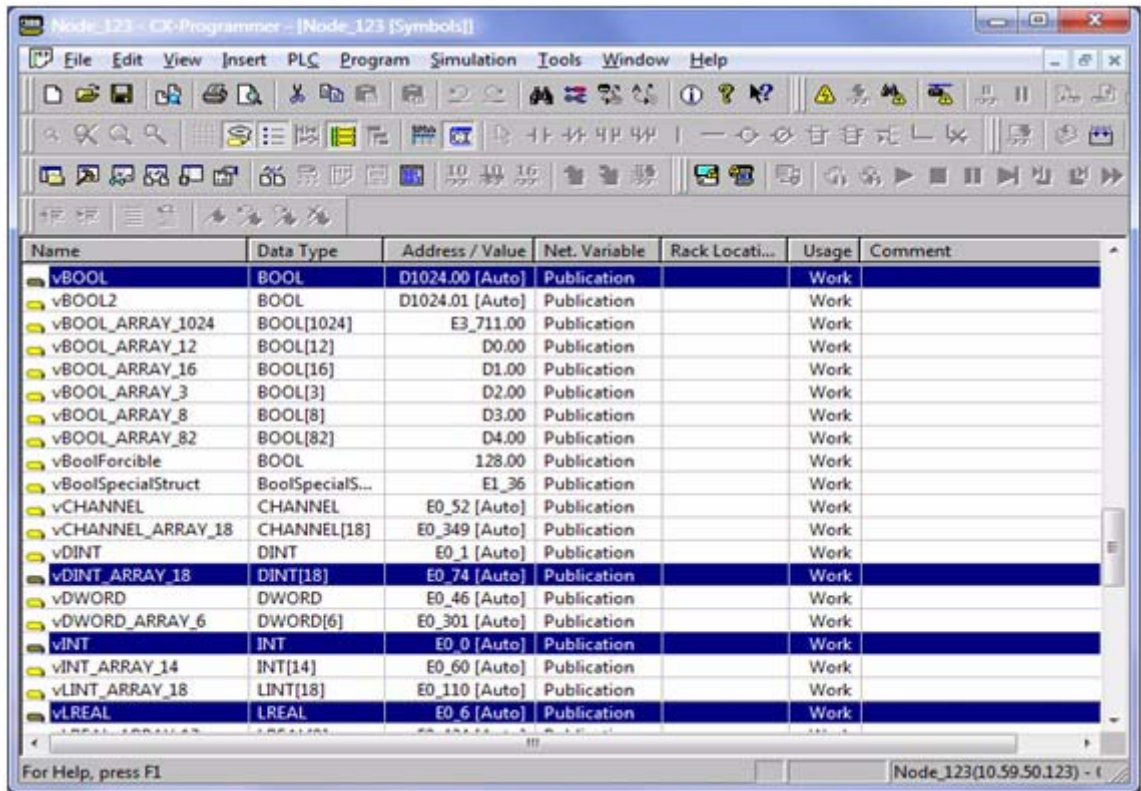 Node_123 - CX-Programmer - [Node_123 [Symbols]]
File Edit View Insert PLC Program Simulation Tools Window Help
Name Data Type Address / Value Net. Variable Rack Locati... Usage Comment
vBOOL BOOL D1024.00 [Auto] Publication Work
vBOOL2 BOOL D1024.01 [Auto] Publication Work
vBOOL_ARRAY_1024 BOOL[1024] E3_711.00 Publication Work
vBOOL_ARRAY_12 BOOL[12] D0.00 Publication Work
vBOOL_ARRAY_16 BOOL[16] D1.00 Publication Work
vBOOL_ARRAY_3 BOOL[3] D2.00 Publication Work
vBOOL_ARRAY_8 BOOL[8] D3.00 Publication Work
vBOOL_ARRAY_82 BOOL[82] D4.00 Publication Work
vBoolForcible BOOL 128.00 Publication Work
vBoolSpecialStruct BoolSpecialS... E1_36 Publication Work
vCHANNEL CHANNEL E0_52 [Auto] Publication Work
vCHANNEL_ARRAY_18 CHANNEL[18] E0_349 [Auto] Publication Work
vDINT DINT E0_1 [Auto] Publication Work
vDINT_ARRAY_18 DINT[18] E0_74 [Auto] Publication Work
vDWORD DWORD E0_46 [Auto] Publication Work
vDWORD_ARRAY_6 DWORD[6] E0_301 [Auto] Publication Work
vINT INT E0_0 [Auto] Publication Work
vINT_ARRAY_14 INT[14] E0_60 [Auto] Publication Work
vLINT_ARRAY_18 LINT[18] E0_110 [Auto] Publication Work
vLREAL LREAL E0_6 [Auto] Publication Work
For Help, press F1 Node_123(10.59.50.123) -